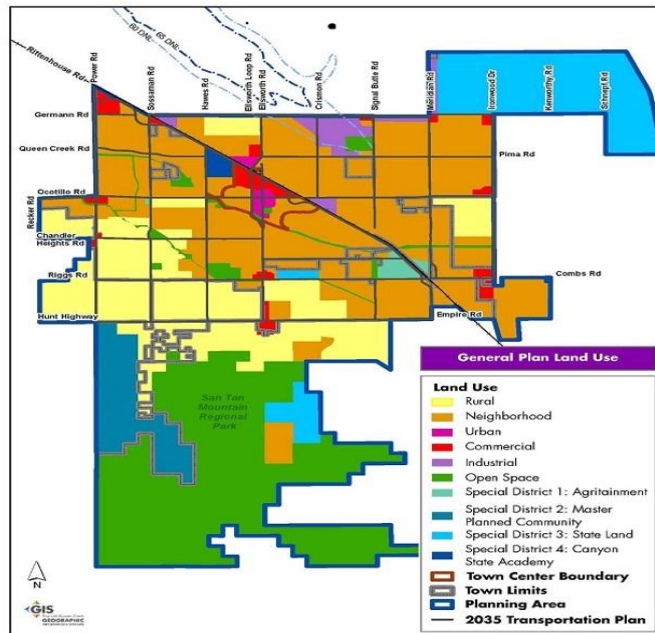 60 DNL
65 DNL
Rittenhouse Rd
Power Rd
Sossaman Rd
Hawes Rd
Ellsworth Loop Rd
Ellsworth Rd
Crismon Rd
Signal Butte Rd
Meridian Rd
Ironwood Dr
Kenworthy Rd
Schnepf Rd
Germann Rd
Queen Creek Rd
Pima Rd
Ocotillo Rd
Recker Rd
Chandler
Heights Rd
Riggs Rd
Combs Rd
Hunt Highway
Empire Rd
San Tan
Mountain
Regional
Park
General Plan Land Use
Land Use
Rural
Neighborhood
Urban
Commercial
Industrial
Open Space
Special District 1: Agritainment
Special District 2: Master
Planned Community
Special District 3: State Land
Special District 4: Canyon
State Academy
Town Center Boundary
Town Limits
Planning Area
2035 Transportation Plan
N
GIS
GEOGRAPHIC